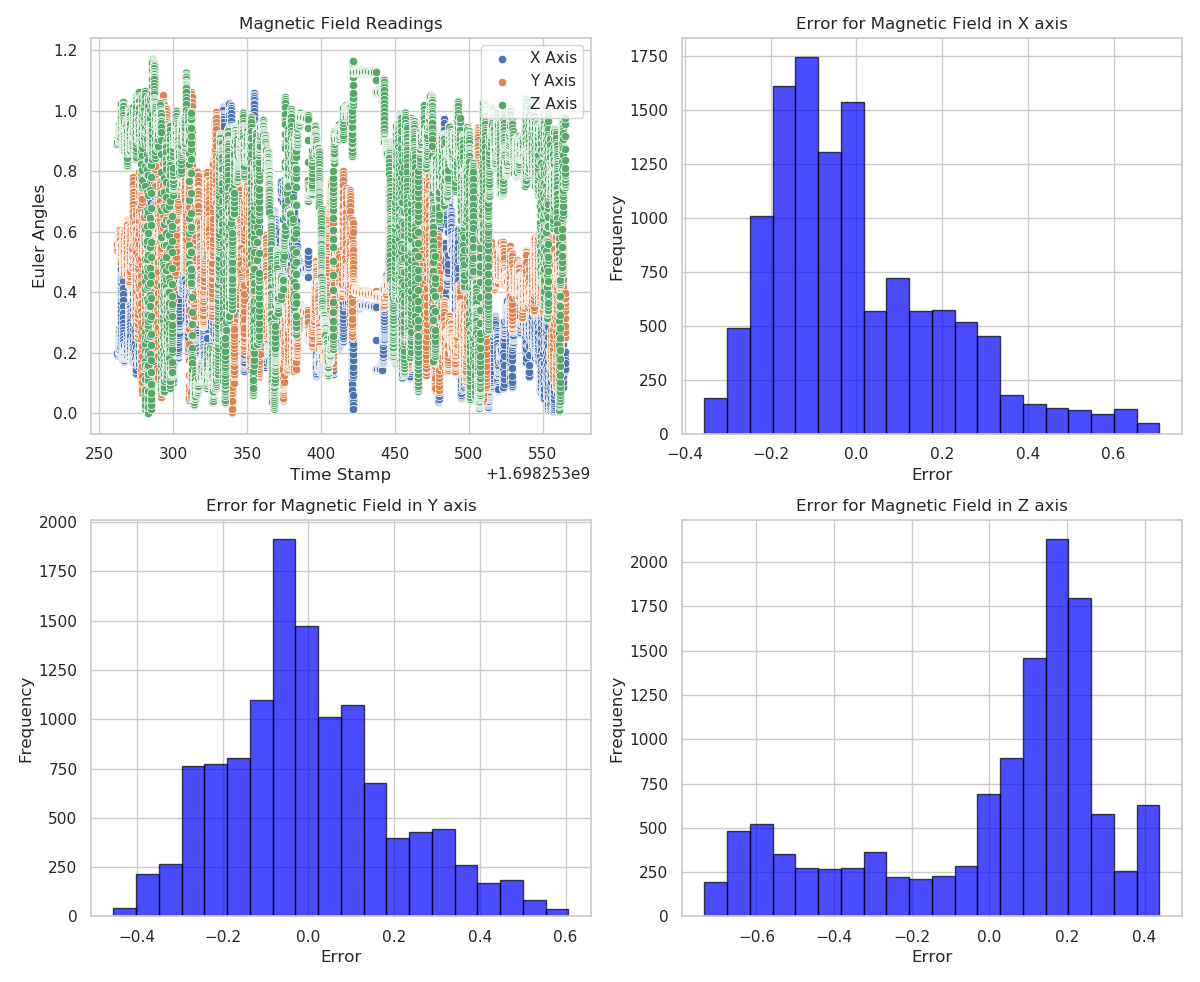 Magnetic Field Readings
Euler Angles
1.2
1.0
0.8
0.6
0.4
0.2
0.0
X Axis
Y Axis
Z Axis
250 300 350 400 450 500 550
Time Stamp
+1.698253e9
Error for Magnetic Field in X axis
Frequency
1750
1500
1250
1000
750
500
250
0
−0.4 −0.2 0.0 0.2 0.4 0.6
Error
Error for Magnetic Field in Y axis
Frequency
2000
1750
1500
1250
1000
750
500
250
0
−0.4 −0.2 0.0 0.2 0.4 0.6
Error
Error for Magnetic Field in Z axis
Frequency
2000
1750
1500
1250
1000
750
500
250
0
−0.6 −0.4 −0.2 0.0 0.2 0.4
Error